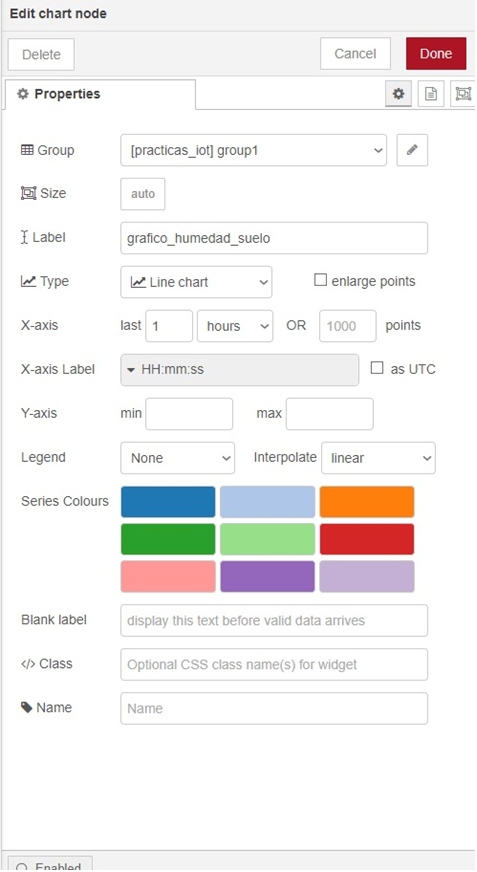 Edit chart node
Delete
Cancel
Done
Properties
Group
[practicas_iot] group1
Size
auto
Label
grafico_humedad_suelo
Type
Line chart
enlarge points
X-axis
last
1
hours
OR
1000
points
X-axis Label
HH:mm:ss
as UTC
Y-axis
min
max
Legend
None
Interpolate
linear
Series Colours
Blank label
display this text before valid data arrives
</> Class
Optional CSS class name(s) for widget
Name
Name
Enabled